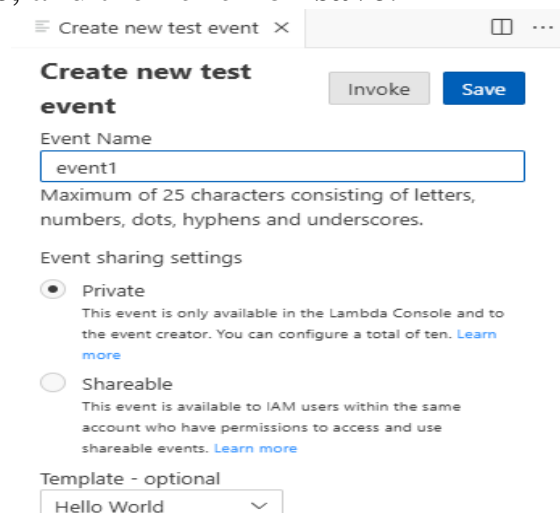 Create new test event
Create new test
event
Invoke
Save
Event Name
event1
Maximum of 25 characters consisting of letters,
numbers, dots, hyphens and underscores.
Event sharing settings
Private
This event is only available in the Lambda Console and to
the event creator. You can configure a total of ten. Learn
more
Shareable
This event is available to IAM users within the same
account who have permissions to access and use
shareable events. Learn more
Template - optional
Hello World